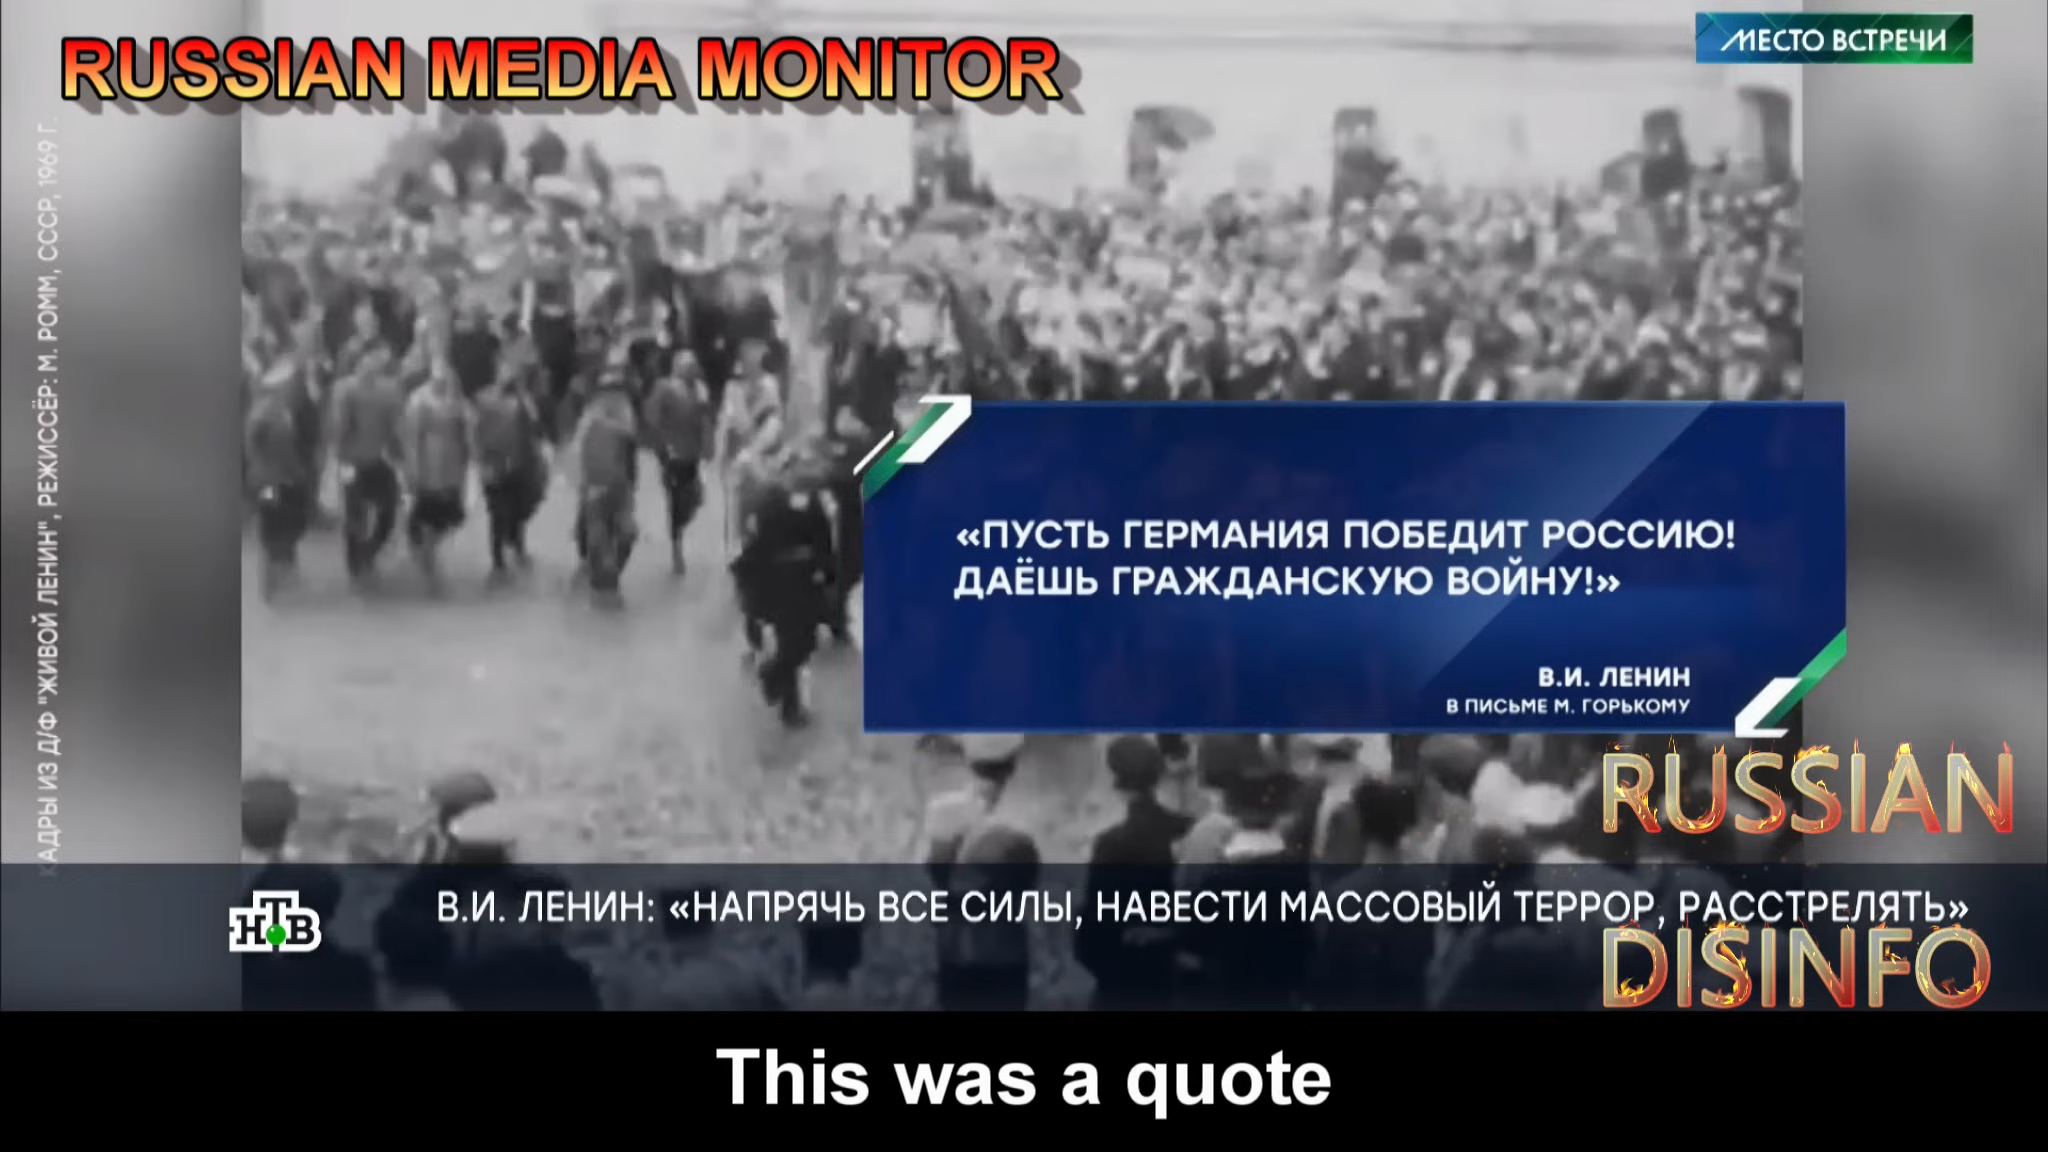 RUSSIAN MEDIA MONITOR
МЕСТО ВСТРЕЧИ
КАДРЫ ИЗ Д/Ф "ЖИВОЙ ЛЕНИН", РЕЖИССЁР: М. РОММ, СССР, 1969 Г.
«ПУСТЬ ГЕРМАНИЯ ПОБЕДИТ РОССИЮ!
ДАЁШЬ ГРАЖДАНСКУЮ ВОЙНУ!»
В.И. ЛЕНИН
В ПИСЬМЕ М. ГОРЬКОМУ
RUSSIAN
DISINFO
НТВ
В.И. ЛЕНИН: «НАПРЯЧЬ ВСЕ СИЛЫ, НАВЕСТИ МАССОВЫЙ ТЕРРОР, РАССТРЕЛЯТЬ»
This was a quote